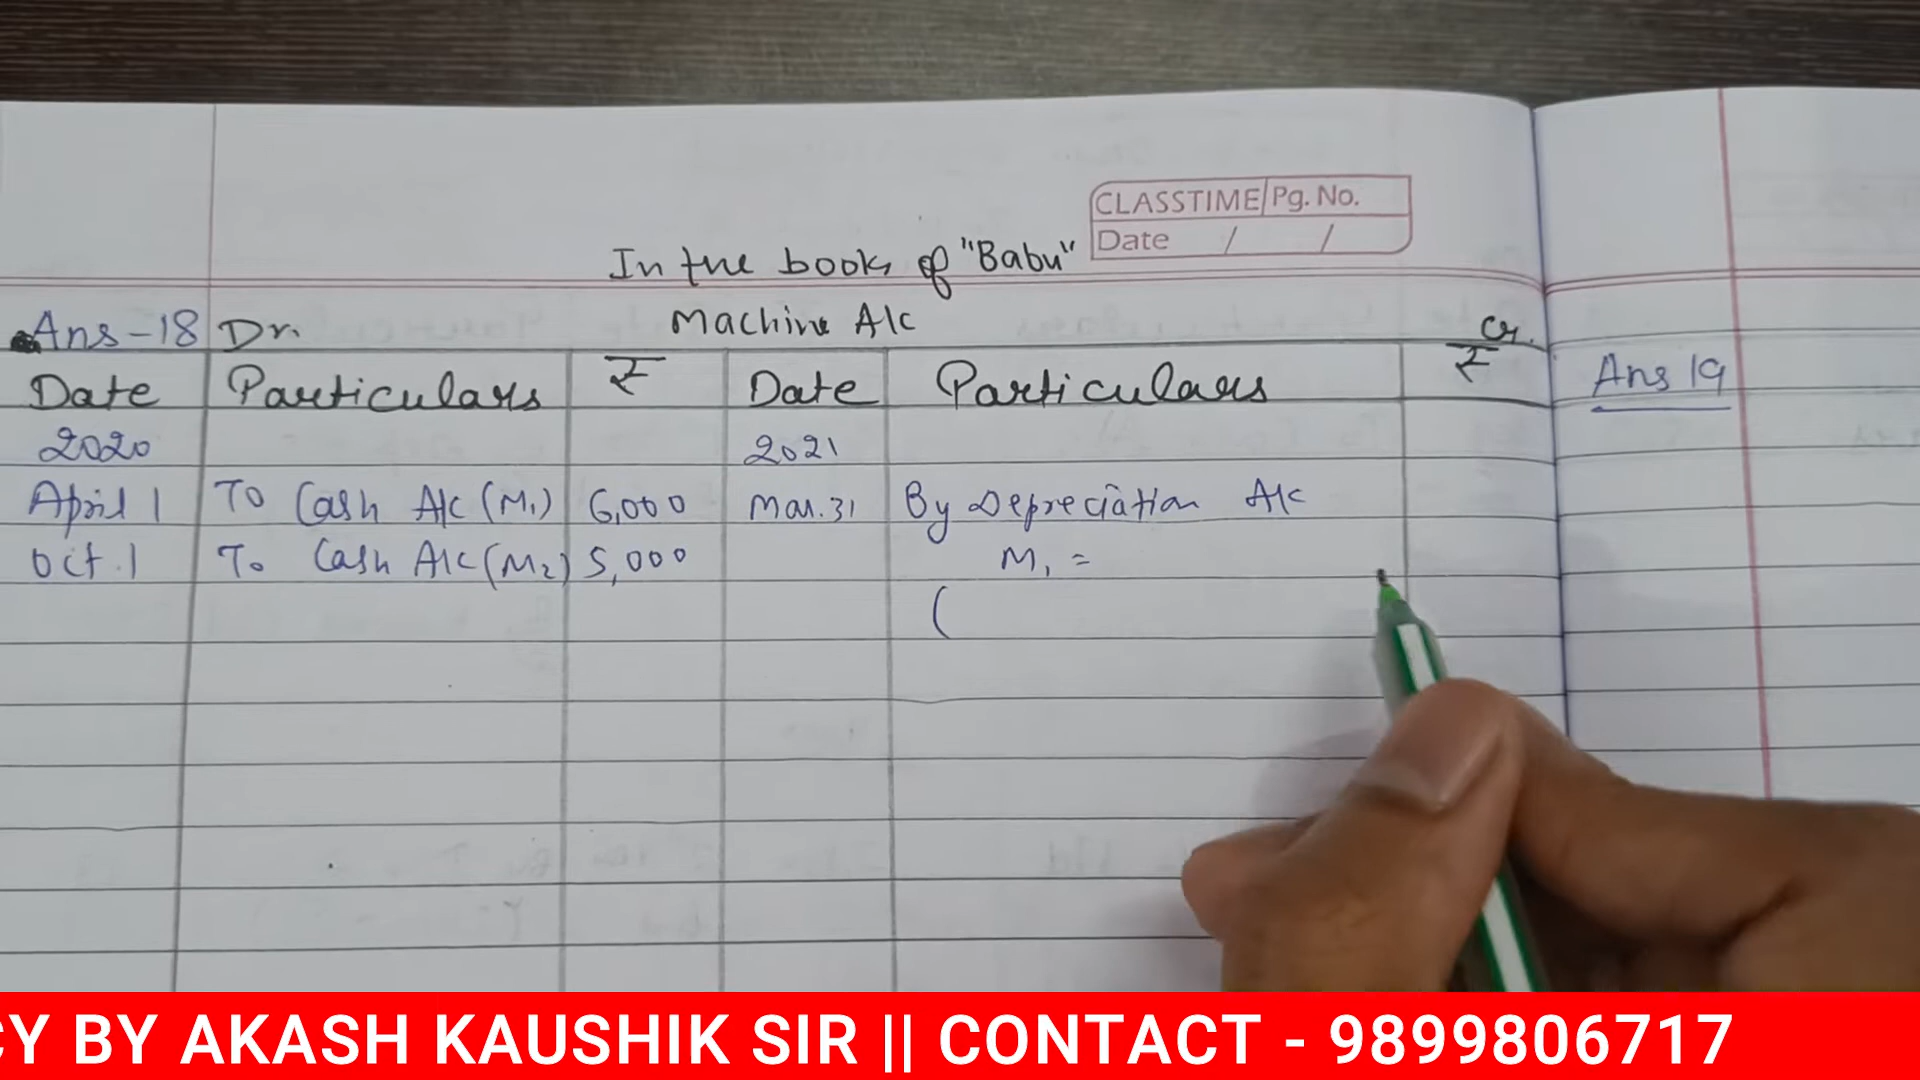 CLASSTIME Pg. No.
Date / /
In the books of "Babu"
Machine A/c
Ans-18 Dr. Cr.
Date Particulars ₹ Date Particulars ₹
2020 2021
April 1 To Cash A/c (M1) 6,000 Mar. 31 By Depreciation A/c
Oct. 1 To Cash A/c (M2) 5,000 M1 =
(
Ans 19
CY BY AKASH KAUSHIK SIR || CONTACT - 9899806717